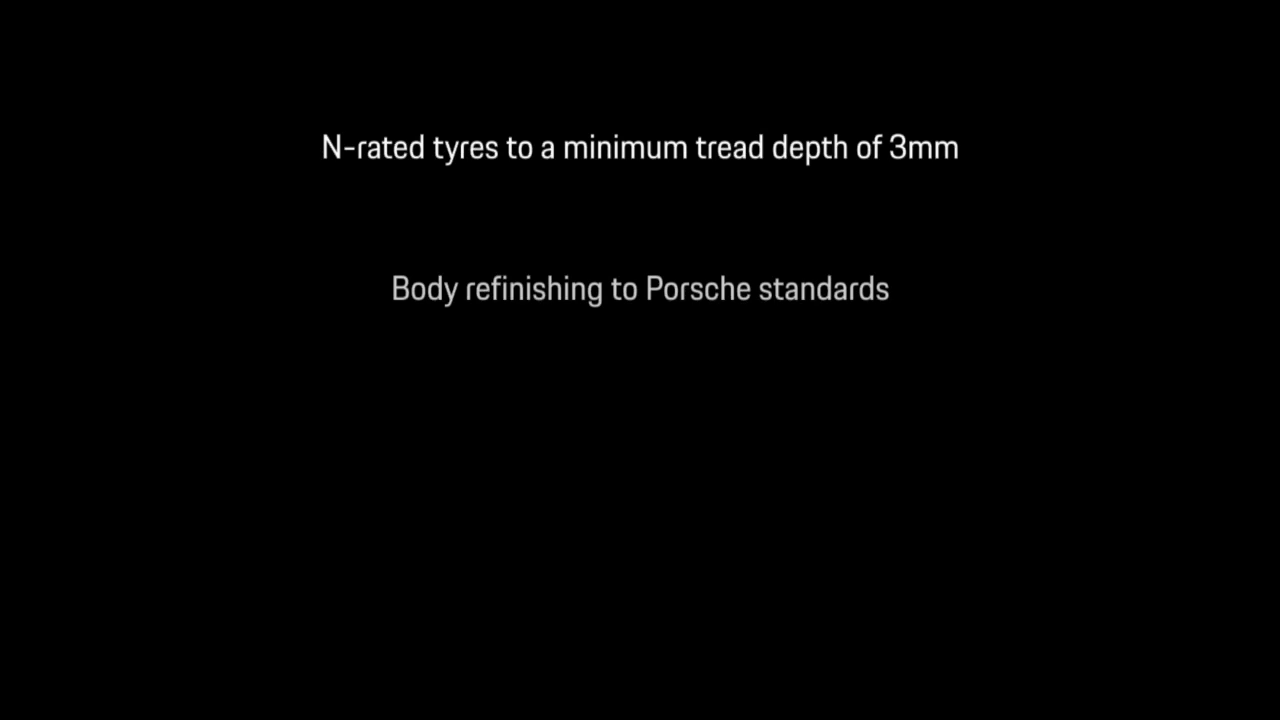 N-rated tyres to a minimum tread depth of 3mm
Body refinishing to Porsche standards